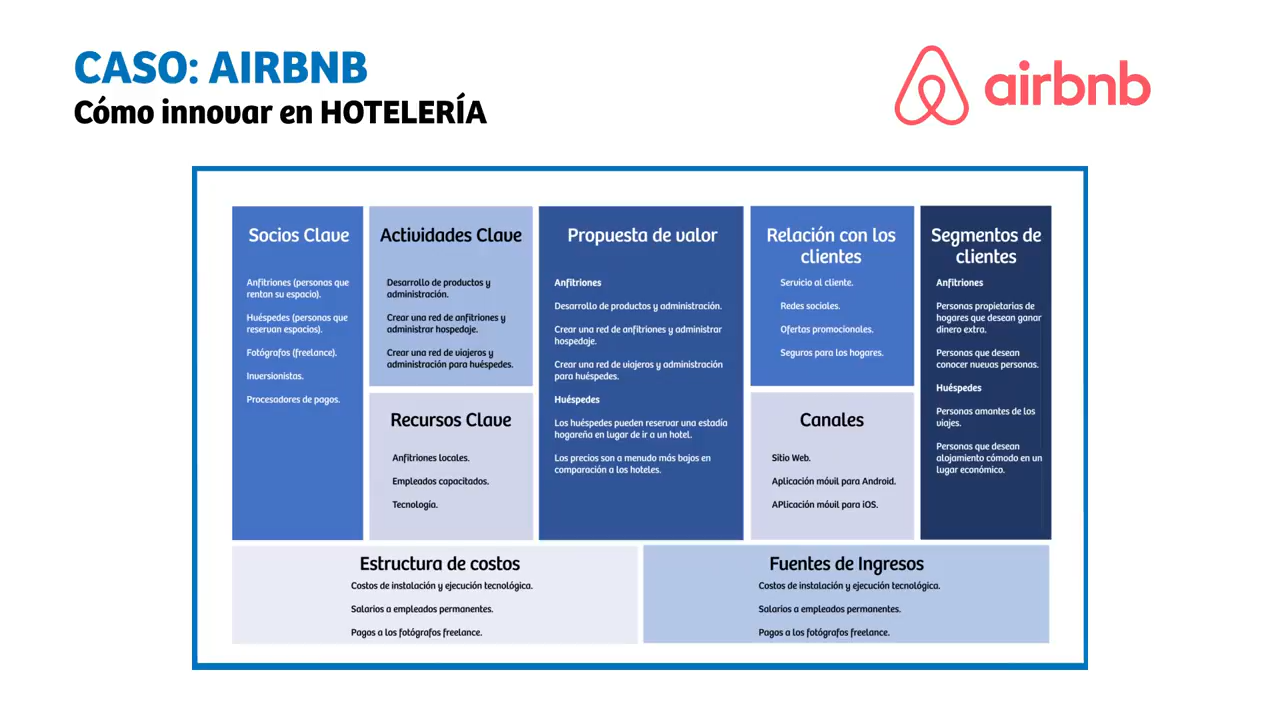 CASO: AIRBNB
Cómo innovar en HOTELERÍA
airbnb
Socios Clave
Anfitriones (personas que
rentan su espacio).
Huéspedes (personas que
reservan espacios).
Fotógrafos (freelance).
Inversionistas.
Procesadores de pagos.
Actividades Clave
Desarrollo de productos y
administración.
Crear una red de anfitriones y
administrar hospedaje.
Crear una red de viajeros y
administración para huéspedes.
Recursos Clave
Anfitriones locales.
Empleados capacitados.
Tecnología.
Propuesta de valor
Anfitriones
Desarrollo de productos y administración.
Crear una red de anfitriones y administrar
hospedaje.
Crear una red de viajeros y administración
para huéspedes.
Huéspedes
Los huéspedes pueden reservar una estadía
hogareña en lugar de ir a un hotel.
Los precios son a menudo más bajos en
comparación a los hoteles.
Relación con los
clientes
Servicio al cliente.
Redes sociales.
Ofertas promocionales.
Seguros para los hogares.
Canales
Sitio Web.
Aplicación móvil para Android.
APlicación móvil para iOS.
Segmentos de
clientes
Anfitriones
Personas propietarias de
hogares que desean ganar
dinero extra.
Personas que desean
conocer nuevas personas.
Huéspedes
Personas amantes de los
viajes.
Personas que desean
alojamiento cómodo en un
lugar económico.
Estructura de costos
Costos de instalación y ejecución tecnológica.
Salarios a empleados permanentes.
Pagos a los fotógrafos freelance.
Fuentes de Ingresos
Costos de instalación y ejecución tecnológica.
Salarios a empleados permanentes.
Pagos a los fotógrafos freelance.